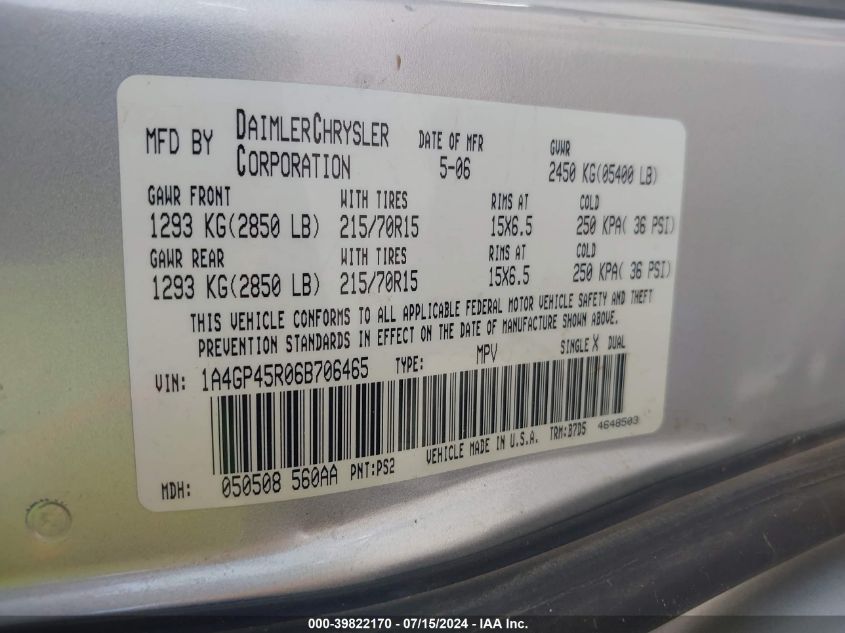 MFD BY DAIMLERCHRYSLER CORPORATION DATE OF MFR 5-06 GVWR 2450 KG(05400 LB)
GAWR FRONT WITH TIRES RIMS AT COLD
1293 KG(2850 LB) 215/70R15 15X6.5 250 KPA( 36 PSI)
GAWR REAR WITH TIRES RIMS AT COLD
1293 KG(2850 LB) 215/70R15 15X6.5 250 KPA( 36 PSI)
THIS VEHICLE CONFORMS TO ALL APPLICABLE FEDERAL MOTOR VEHICLE SAFETY AND THEFT
PREVENTION STANDARDS IN EFFECT ON THE DATE OF MANUFACTURE SHOWN ABOVE.
VIN: 1A4GP45R06B706465 TYPE: MPV SINGLE X DUAL
MDH: 050508 560AA PNT:PS2 VEHICLE MADE IN U.S.A. TRM:B7D5 4648503
000-39822170 - 07/15/2024 - IAAI Inc.